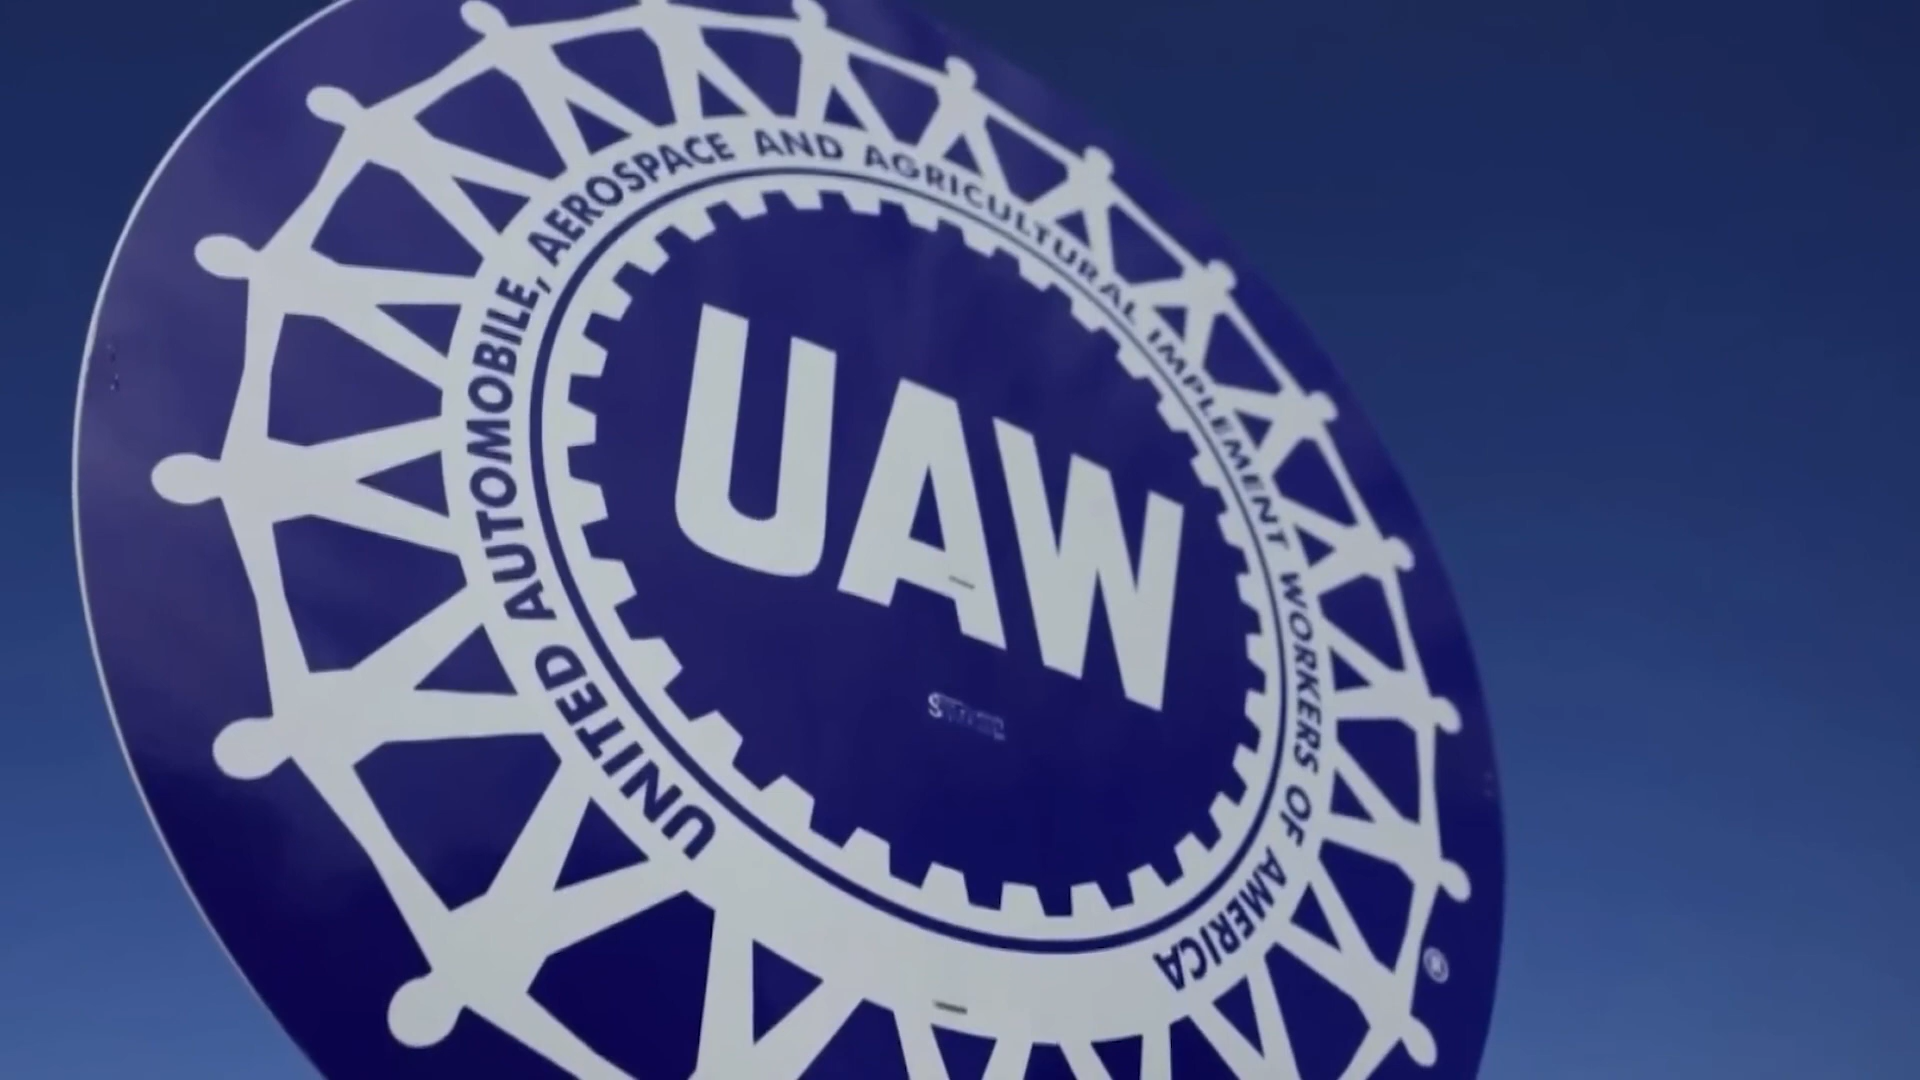 UNITED AUTOMOBILE, AEROSPACE AND AGRICULTURAL IMPLEMENT WORKERS OF AMERICA
UAW
®